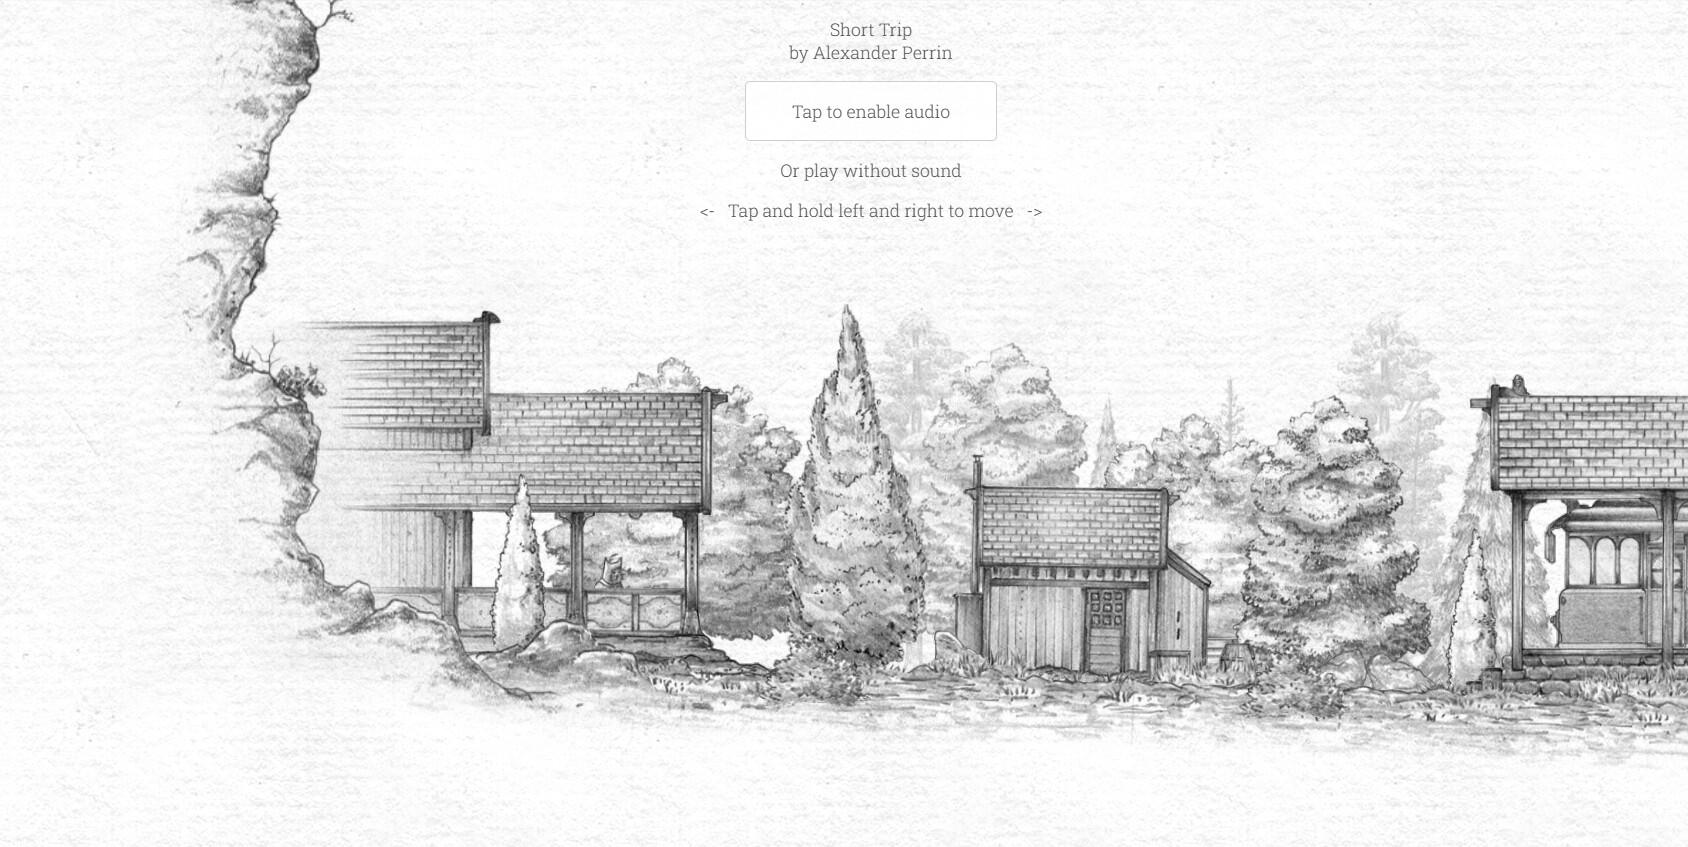 Short Trip
by Alexander Perrin
Tap to enable audio
Or play without sound
<- Tap and hold left and right to move ->